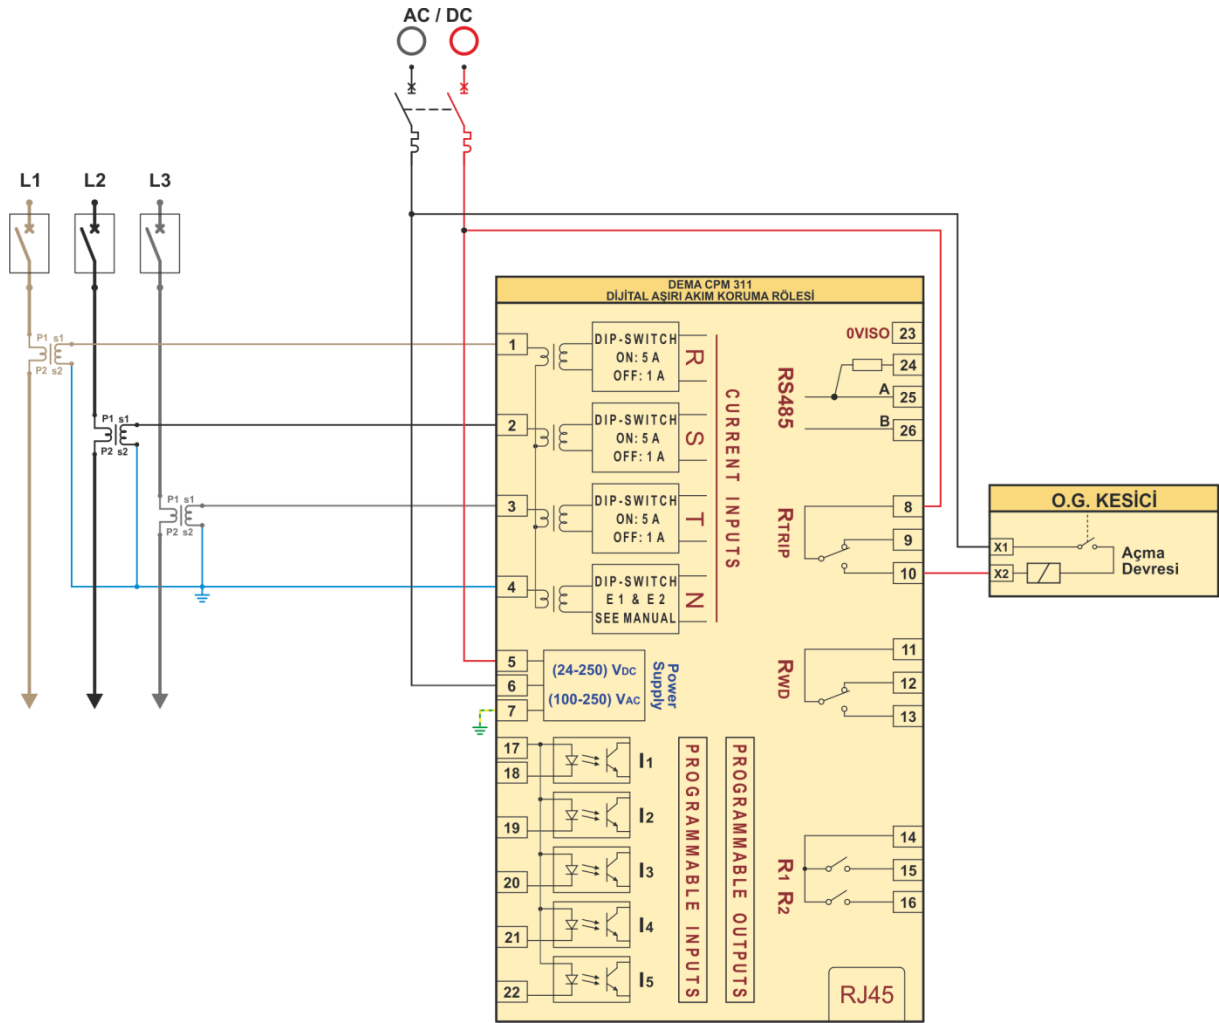 AC / DC
L1
L2
L3
P1 s1
P2 s2
P1 s1
P2 s2
P1 s1
P2 s2
DEMA CPM 311
DİJİTAL AŞIRI AKIM KORUMA RÖLESİ
1
DIP-SWITCH
ON: 5 A
OFF: 1 A
R
2
DIP-SWITCH
ON: 5 A
OFF: 1 A
S
3
DIP-SWITCH
ON: 5 A
OFF: 1 A
T
4
DIP-SWITCH
E 1 & E 2
SEE MANUAL
N
CURRENT INPUTS
5
6
7
(24-250) VDC
(100-250) VAC
Power
Supply
17
18
I1
19
I2
20
I3
21
I4
22
I5
PROGRAMMABLE INPUTS
PROGRAMMABLE OUTPUTS
0VISO
23
24
RS485
A
25
B
26
RTRIP
8
9
10
RWD
11
12
13
R1 R2
14
15
16
RJ45
O.G. KESİCİ
X1
X2
Açma
Devresi